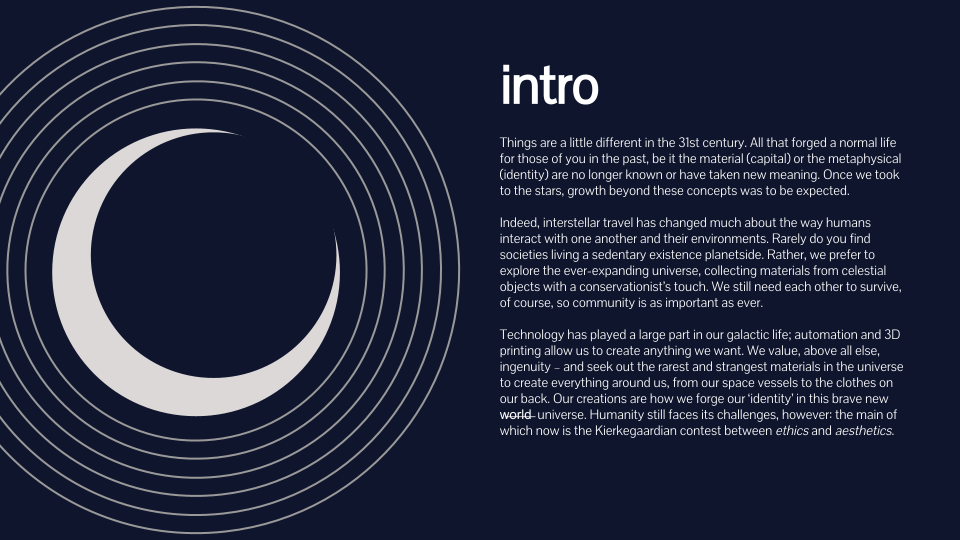 intro
Things are a little different in the 31st century. All that forged a normal life
for those of you in the past, be it the material (capital) or the metaphysical
(identity) are no longer known or have taken new meaning. Once we took
to the stars, growth beyond these concepts was to be expected.
Indeed, interstellar travel has changed much about the way humans
interact with one another and their environments. Rarely do you find
societies living a sedentary existence planetside. Rather, we prefer to
explore the ever-expanding universe, collecting materials from celestial
objects with a conservationist's touch. We still need each other to survive,
of course, so community is as important as ever.
Technology has played a large part in our galactic life; automation and 3D
printing allow us to create anything we want. We value, above all else,
ingenuity – and seek out the rarest and strangest materials in the universe
to create everything around us, from our space vessels to the clothes on
our back. Our creations are how we forge our ‘identity’ in this brave new
world universe. Humanity still faces its challenges, however: the main of
which now is the Kierkegaardian contest between ethics and aesthetics.